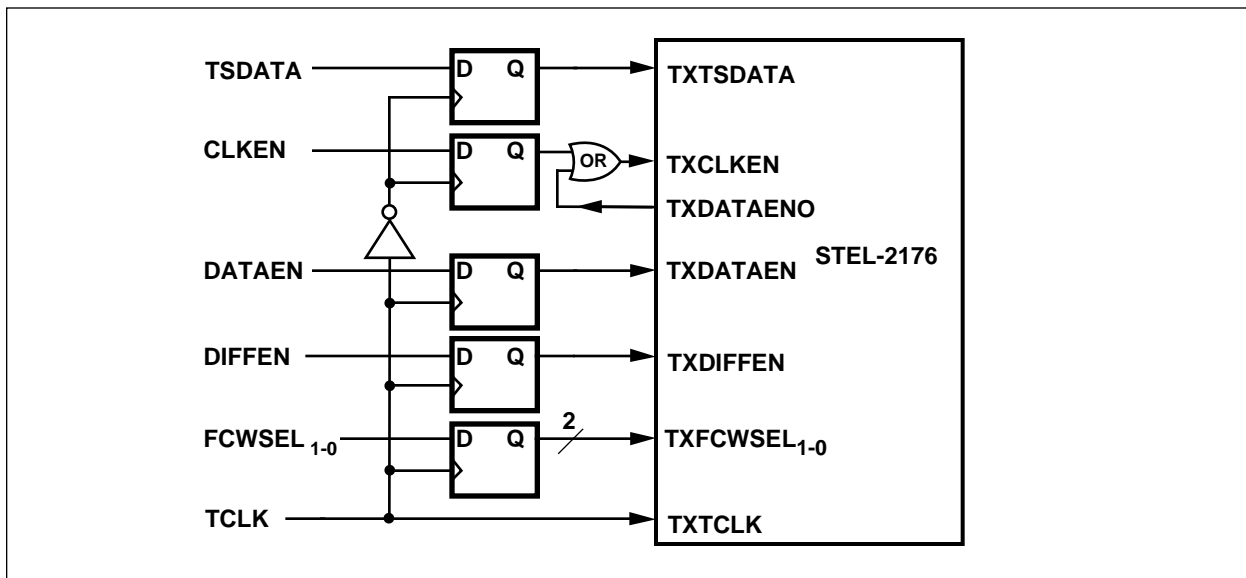 TSDATA D Q TXTSDATA
CLKEN D Q OR TXCLKEN
TXDATAENO
STEL-2176
DATAEN D Q TXDATAEN
DIFFEN D Q TXDIFFEN
2
FCWSEL 1-0 D Q TXFCWSEL1-0
TCLK TXTCLK